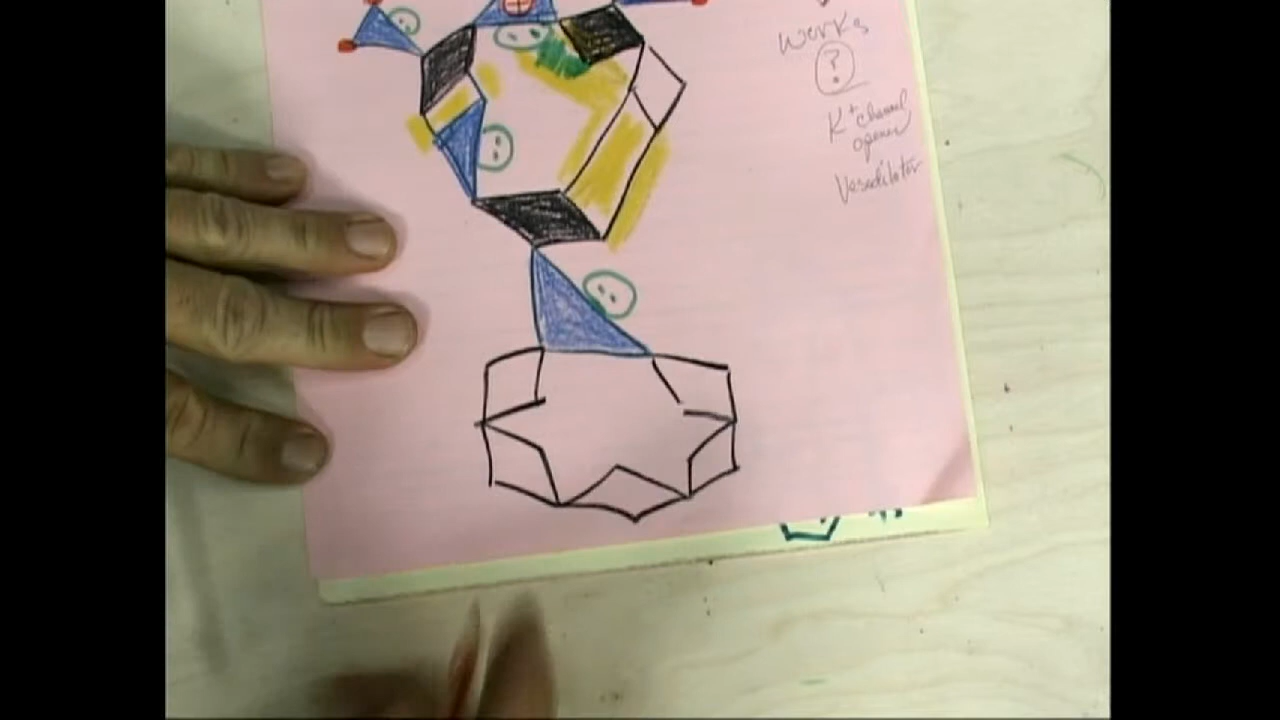 works
?
K+ channel
opener
Vasodilator